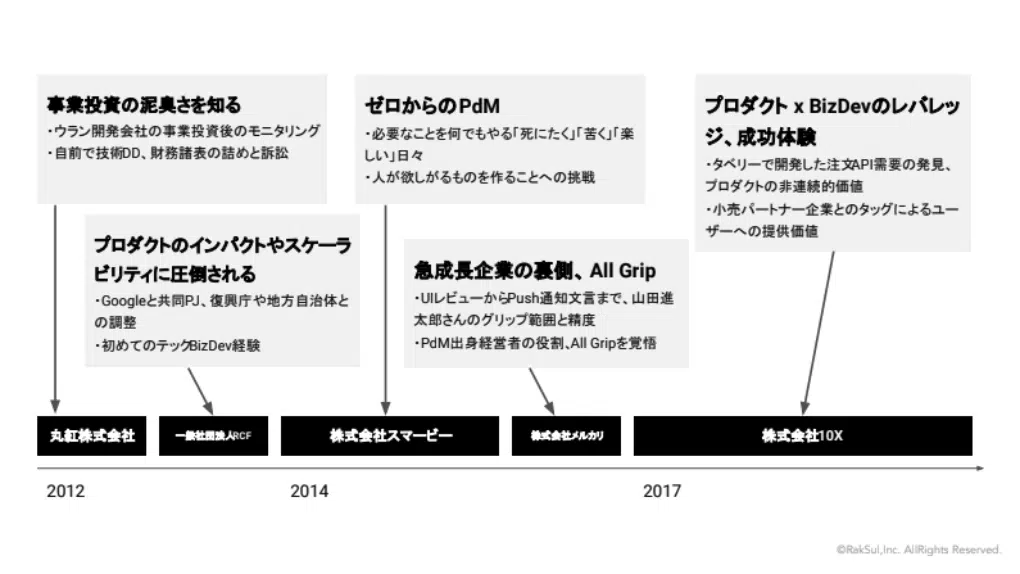 事業投資の泥臭さを知る
・ウラン開発会社の事業投資後のモニタリング
・自前で技術DD、財務諸表の詰めと訴訟
ゼロからのPdM
・必要なことを何でもやる「死にたく」「苦く」「楽
しい」日々
・人が欲しがるものを作ることへの挑戦
プロダクト x BizDevのレバレッ
ジ、成功体験
・タベリーで開発した注文API需要の発見、
プロダクトの非連続的価値
・小売パートナー企業とのタッグによるユー
ザーへの提供価値
プロダクトのインパクトやスケーラ
ビリティに圧倒される
・Googleと共同PJ、復興庁や地方自治体と
の調整
・初めてのテックBizDev経験
急成長企業の裏側、All Grip
・UIレビューからPush通知文言まで、山田進
太郎さんのグリップ範囲と精度
・PdM出身経営者の役割、All Gripを覚悟
丸紅株式会社
一般社団法人RCF
株式会社スマービー
株式会社メルカリ
株式会社10X
2012
2014
2017
©RakSul,Inc. AllRights Reserved.